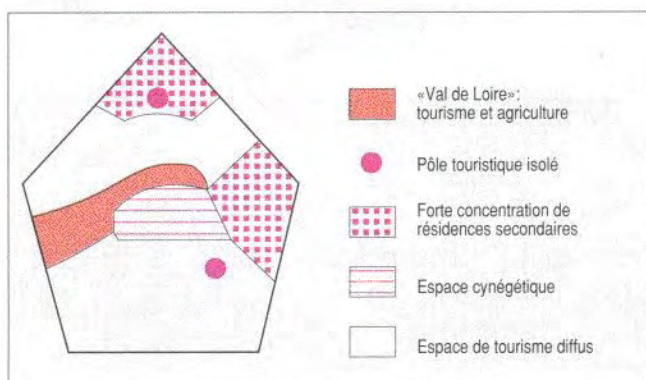 «Val de Loire»:
tourisme et agriculture
Pôle touristique isolé
Forte concentration de
résidences secondaires
Espace cynégétique
Espace de tourisme diffus